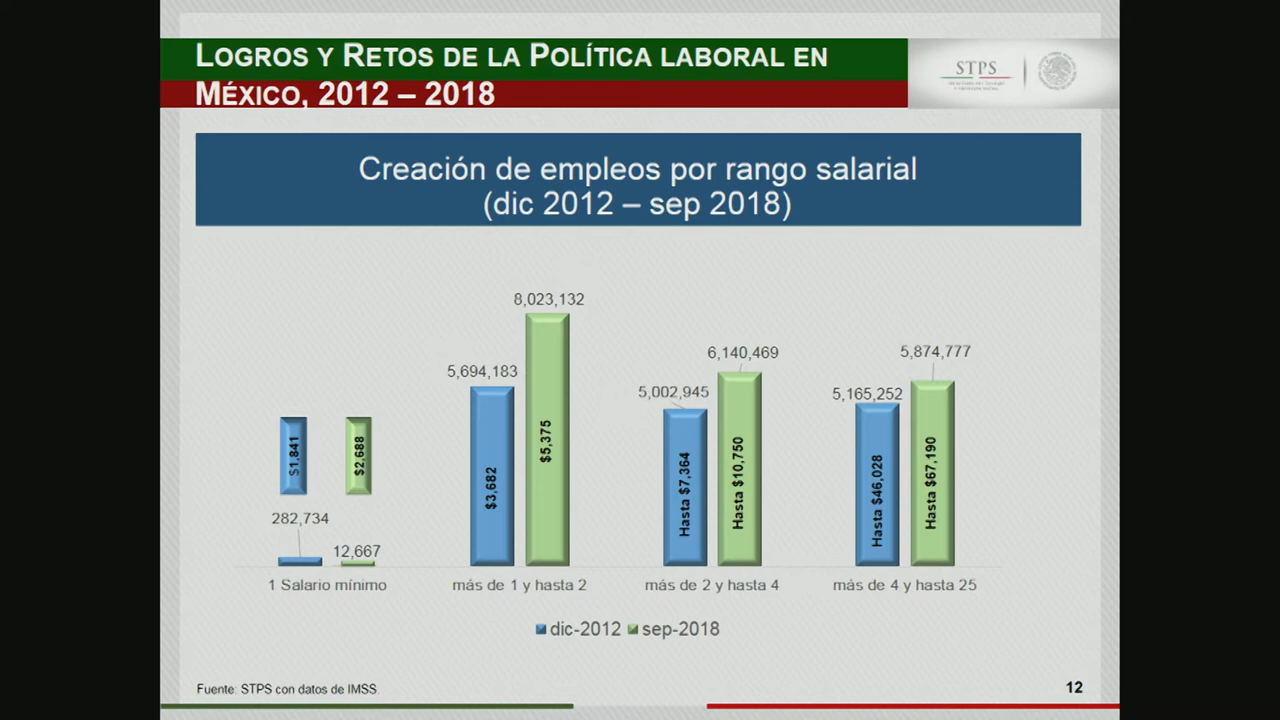 LOGROS Y RETOS DE LA POLÍTICA LABORAL EN
MÉXICO, 2012 – 2018
STPS
Creación de empleos por rango salarial
(dic 2012 – sep 2018)
8,023,132
5,694,183
6,140,469
5,002,945
5,874,777
5,165,252
$1,841
$2,688
$3,682
$5,375
Hasta $7,364
Hasta $10,750
Hasta $46,028
Hasta $67,190
282,734
12,667
1 Salario mínimo
más de 1 y hasta 2
más de 2 y hasta 4
más de 4 y hasta 25
dic-2012
sep-2018
Fuente: STPS con datos de IMSS.
12